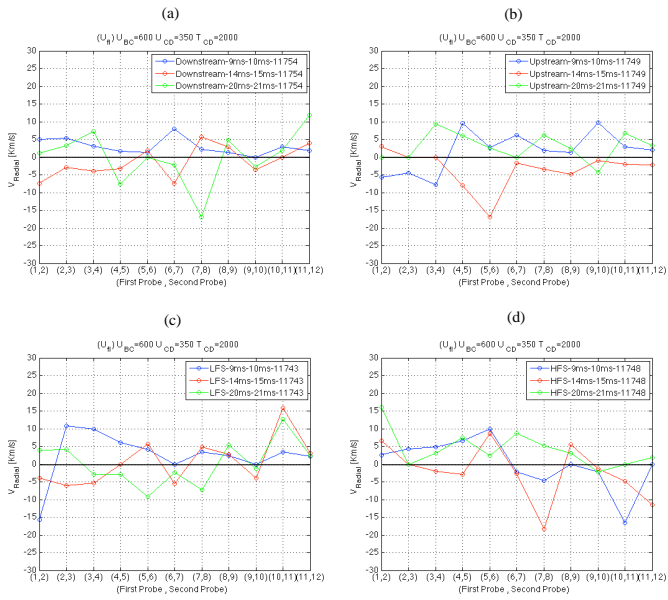 (a)
(U_fl) U_BC=600 U_CD=350 T_CD=2000
Downstream-9ms-10ms-11754
Downstream-14ms-15ms-11754
Downstream-20ms-21ms-11754
V_Radial [Km/s]
30
25
20
15
10
5
0
-5
-10
-15
-20
-25
-30
(1,2) (2,3) (3,4) (4,5) (5,6) (6,7) (7,8) (8,9) (9,10) (10,11) (11,12)
(First Probe , Second Probe)
(b)
(U_fl) U_BC=600 U_CD=350 T_CD=2000
Upstream-9ms-10ms-11749
Upstream-14ms-15ms-11749
Upstream-20ms-21ms-11749
V_Radial [Km/s]
30
25
20
15
10
5
0
-5
-10
-15
-20
-25
-30
(1,2) (2,3) (3,4) (4,5) (5,6) (6,7) (7,8) (8,9) (9,10) (10,11) (11,12)
(First Probe , Second Probe)
(c)
(U_fl) U_BC=600 U_CD=350 T_CD=2000
LFS-9ms-10ms-11743
LFS-14ms-15ms-11743
LFS-20ms-21ms-11743
V_Radial [Km/s]
30
25
20
15
10
5
0
-5
-10
-15
-20
-25
-30
(1,2) (2,3) (3,4) (4,5) (5,6) (6,7) (7,8) (8,9) (9,10) (10,11) (11,12)
(First Probe , Second Probe)
(d)
(U_fl) U_BC=600 U_CD=350 T_CD=2000
HFS-9ms-10ms-11748
HFS-14ms-15ms-11748
HFS-20ms-21ms-11748
V_Radial [Km/s]
30
25
20
15
10
5
0
-5
-10
-15
-20
-25
-30
(1,2) (2,3) (3,4) (4,5) (5,6) (6,7) (7,8) (8,9) (9,10) (10,11) (11,12)
(First Probe , Second Probe)